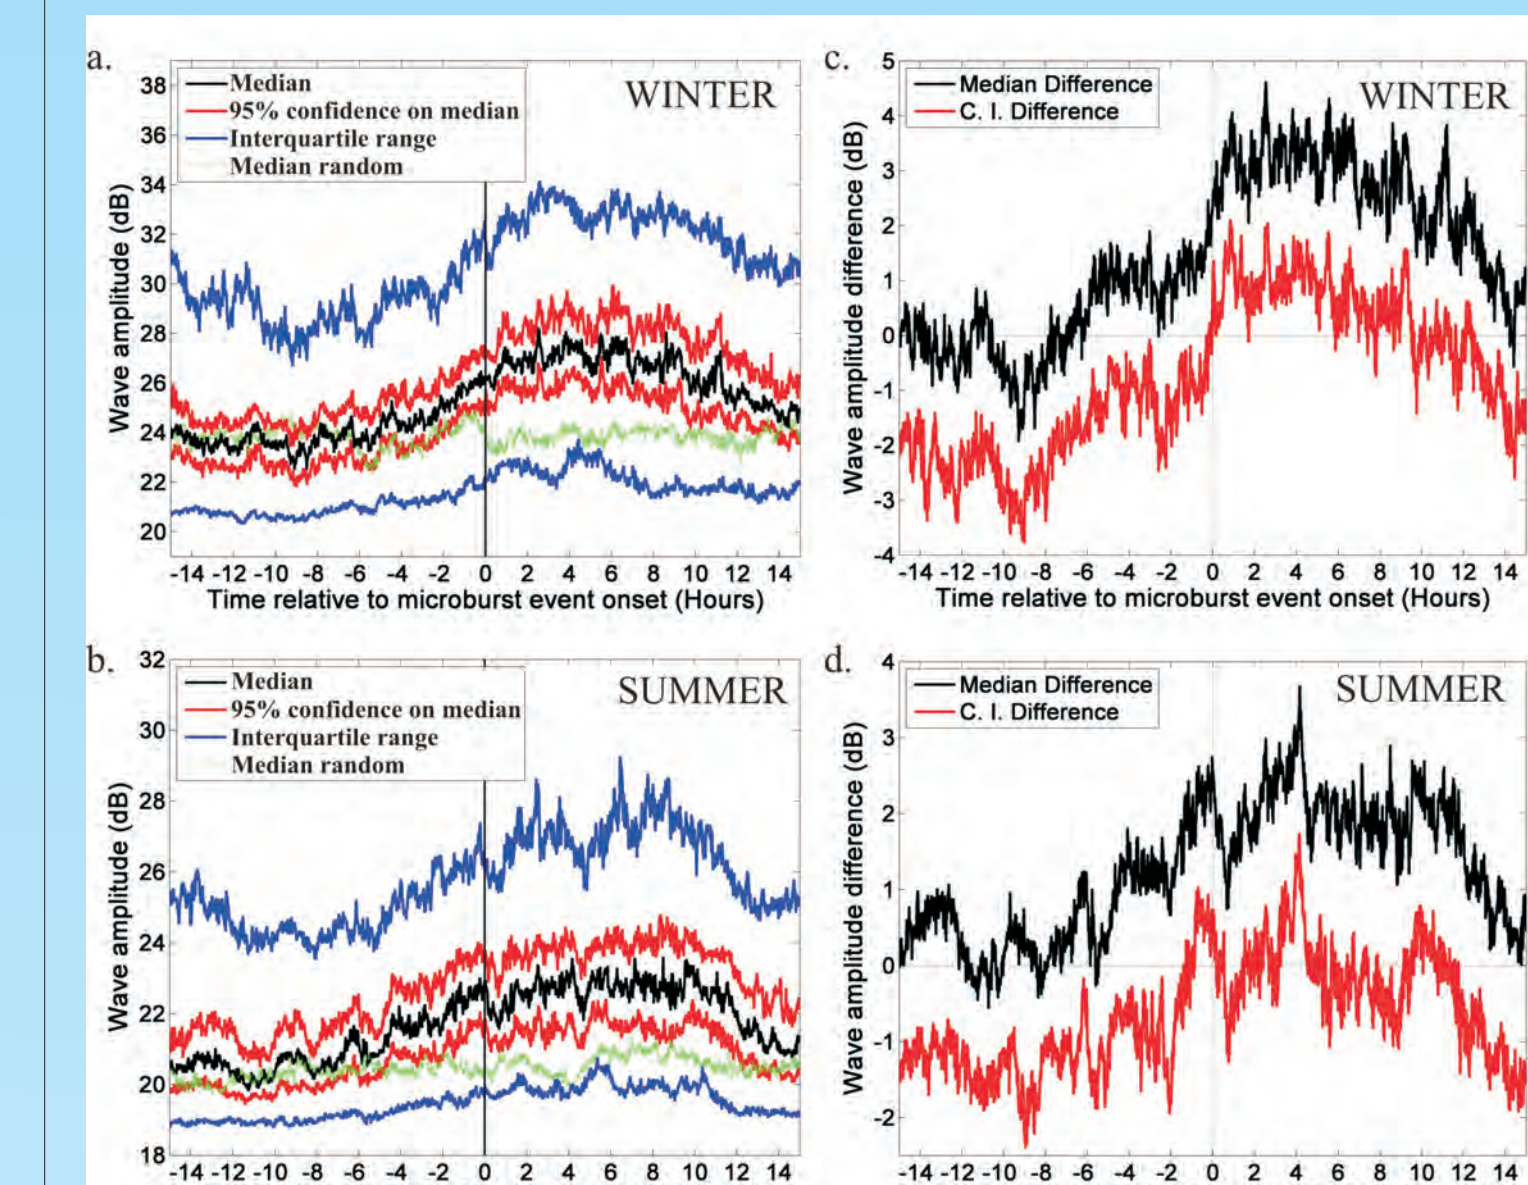 a.
WINTER
Median
95% confidence on median
Interquartile range
Median random
38
36
34
32
30
28
26
24
22
20
Wave amplitude (dB)
-14 -12 -10 -8 -6 -4 -2 0 2 4 6 8 10 12 14
Time relative to microburst event onset (Hours)
c.
WINTER
Median Difference
C. I. Difference
5
4
3
2
1
0
-1
-2
-3
-4
Wave amplitude difference (dB)
-14 -12 -10 -8 -6 -4 -2 0 2 4 6 8 10 12 14
Time relative to microburst event onset (Hours)
b.
SUMMER
Median
95% confidence on median
Interquartile range
Median random
32
30
28
26
24
22
20
18
Wave amplitude (dB)
-14 -12 -10 -8 -6 -4 -2 0 2 4 6 8 10 12 14
d.
SUMMER
Median Difference
C. I. Difference
4
3
2
1
0
-1
-2
Wave amplitude difference (dB)
-14 -12 -10 -8 -6 -4 -2 0 2 4 6 8 10 12 14